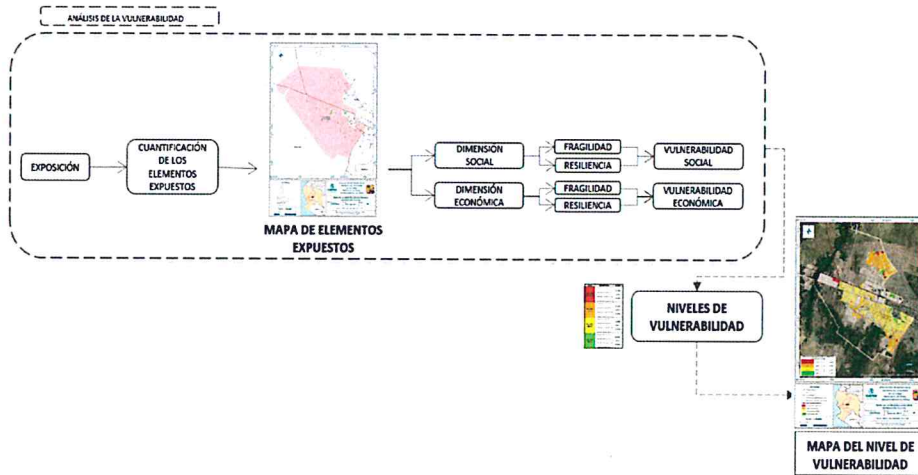 ANÁLISIS DE LA VULNERABILIDAD
EXPOSICIÓN
CUANTIFICACIÓN
DE LOS
ELEMENTOS
EXPUESTOS
MAPA DE ELEMENTOS
EXPUESTOS
DIMENSIÓN
SOCIAL
FRAGILIDAD
RESILIENCIA
VULNERABILIDAD
SOCIAL
DIMENSIÓN
ECONÓMICA
FRAGILIDAD
RESILIENCIA
VULNERABILIDAD
ECONÓMICA
NIVELES DE
VULNERABILIDAD
MAPA DEL NIVEL DE
VULNERABILIDAD